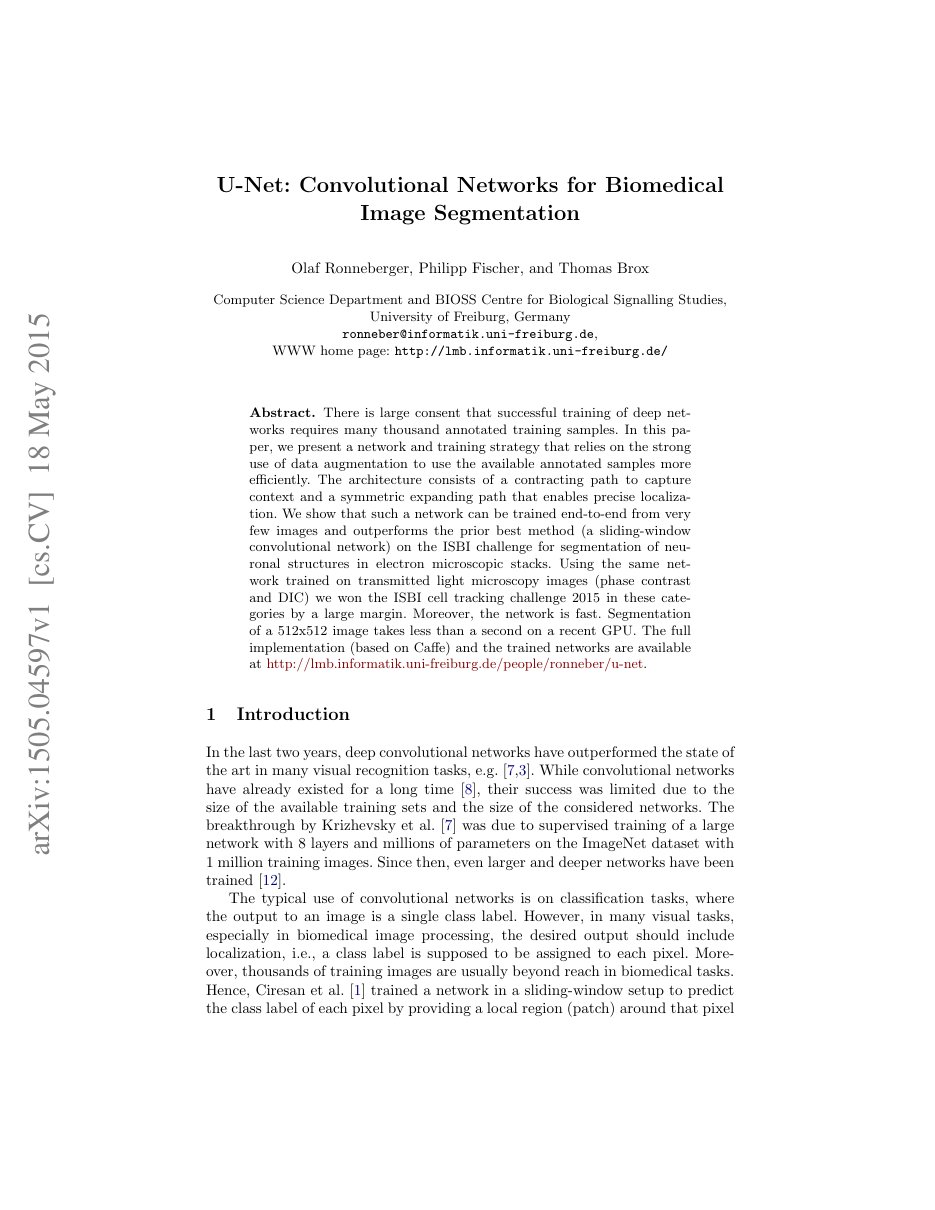 arXiv:1505.04597v1 [cs.CV] 18 May 2015
U-Net: Convolutional Networks for Biomedical
Image Segmentation
Olaf Ronneberger, Philipp Fischer, and Thomas Brox
Computer Science Department and BIOSS Centre for Biological Signalling Studies,
University of Freiburg, Germany
ronneber@informatik.uni-freiburg.de,
WWW home page: http://lmb.informatik.uni-freiburg.de/
Abstract. There is large consent that successful training of deep net-
works requires many thousand annotated training samples. In this pa-
per, we present a network and training strategy that relies on the strong
use of data augmentation to use the available annotated samples more
efficiently. The architecture consists of a contracting path to capture
context and a symmetric expanding path that enables precise localiza-
tion. We show that such a network can be trained end-to-end from very
few images and outperforms the prior best method (a sliding-window
convolutional network) on the ISBI challenge for segmentation of neu-
ronal structures in electron microscopic stacks. Using the same net-
work trained on transmitted light microscopy images (phase contrast
and DIC) we won the ISBI cell tracking challenge 2015 in these cate-
gories by a large margin. Moreover, the network is fast. Segmentation
of a 512x512 image takes less than a second on a recent GPU. The full
implementation (based on Caffe) and the trained networks are available
at http://lmb.informatik.uni-freiburg.de/people/ronneber/u-net.
1 Introduction
In the last two years, deep convolutional networks have outperformed the state of
the art in many visual recognition tasks, e.g. [7,3]. While convolutional networks
have already existed for a long time [8], their success was limited due to the
size of the available training sets and the size of the considered networks. The
breakthrough by Krizhevsky et al. [7] was due to supervised training of a large
network with 8 layers and millions of parameters on the ImageNet dataset with
1 million training images. Since then, even larger and deeper networks have been
trained [12].
The typical use of convolutional networks is on classification tasks, where
the output to an image is a single class label. However, in many visual tasks,
especially in biomedical image processing, the desired output should include
localization, i.e., a class label is supposed to be assigned to each pixel. More-
over, thousands of training images are usually beyond reach in biomedical tasks.
Hence, Ciresan et al. [1] trained a network in a sliding-window setup to predict
the class label of each pixel by providing a local region (patch) around that pixel